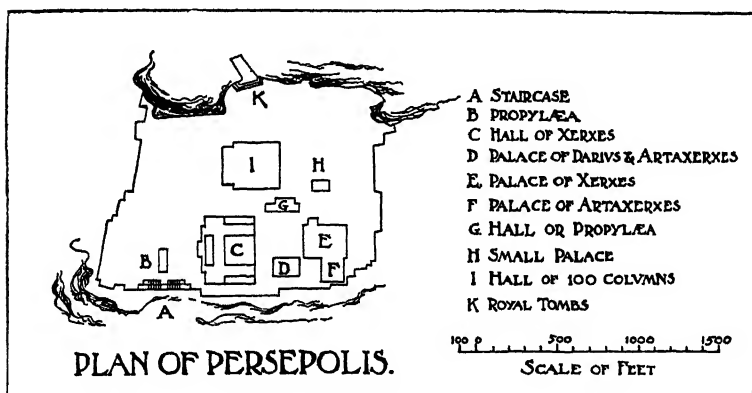 K
I
H
G
B
C
E
D
F
A
PLAN OF PERSEPOLIS.
A STAIRCASE
B PROPYLÆA
C HALL OF XERXES
D PALACE OF DARIVS & ARTAXERXES
E, PALACE OF XERXES
F PALACE OF ARTAXERXES
G HALL OR PROPYLÆA
H SMALL PALACE
I HALL OF 100 COLVMNS
K ROYAL TOMBS
100 0 500 1000 1500
SCALE OF FEET